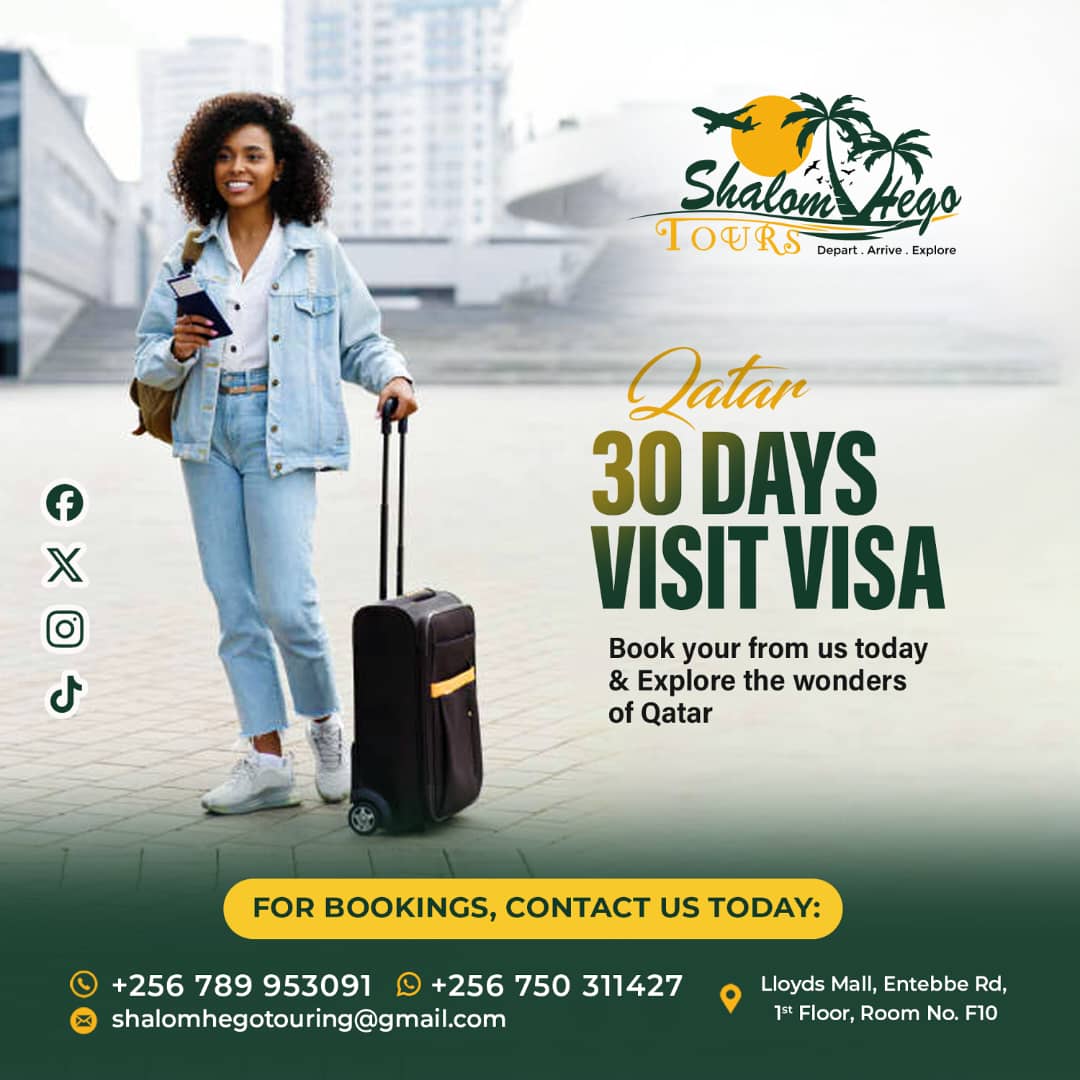 Shalom Hego
Tours
Depart . Arrive . Explore
Qatar
30 DAYS
VISIT VISA
Book your from us today
& Explore the wonders
of Qatar
FOR BOOKINGS, CONTACT US TODAY:
+256 789 953091 +256 750 311427
shalomhegotouring@gmail.com
Lloyds Mall, Entebbe Rd,
1st Floor, Room No. F10